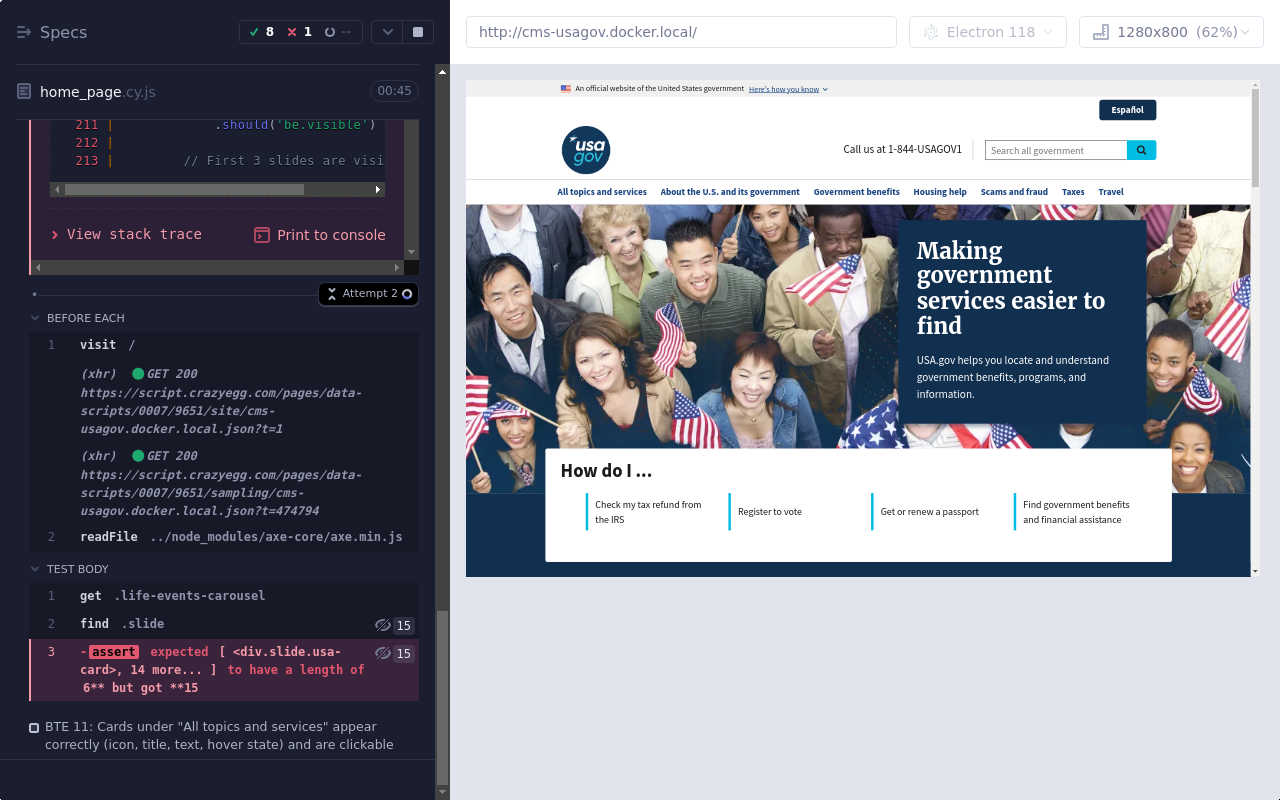 Specs
8
1
--
home_page.cy.js
00:45
211 | .should('be.visible')
212 |
213 | // First 3 slides are visi
View stack trace
Print to console
Attempt 2
BEFORE EACH
1 visit /
(xhr) GET 200
https://script.crazyegg.com/pages/data-
scripts/0007/9651/site/cms-
usagov.docker.local.json?t=1
(xhr) GET 200
https://script.crazyegg.com/pages/data-
scripts/0007/9651/sampling/cms-
usagov.docker.local.json?t=474794
2 readFile ../node_modules/axe-core/axe.min.js
TEST BODY
1 get .life-events-carousel
2 find .slide 15
3 -assert expected [ <div.slide.usa- 15
card>, 14 more... ] to have a length of
6** but got **15
BTE 11: Cards under "All topics and services" appear
correctly (icon, title, text, hover state) and are clickable
http://cms-usagov.docker.local/
Electron 118
1280x800 (62%)
An official website of the United States government Here's how you know
Español
usa
gov
Call us at 1-844-USAGOV1
Search all government
All topics and services About the U.S. and its government Government benefits Housing help Scams and fraud Taxes Travel
Making
government
services easier to
find
USA.gov helps you locate and understand
government benefits, programs, and
information.
How do I ...
Check my tax refund from
the IRS
Register to vote
Get or renew a passport
Find government benefits
and financial assistance